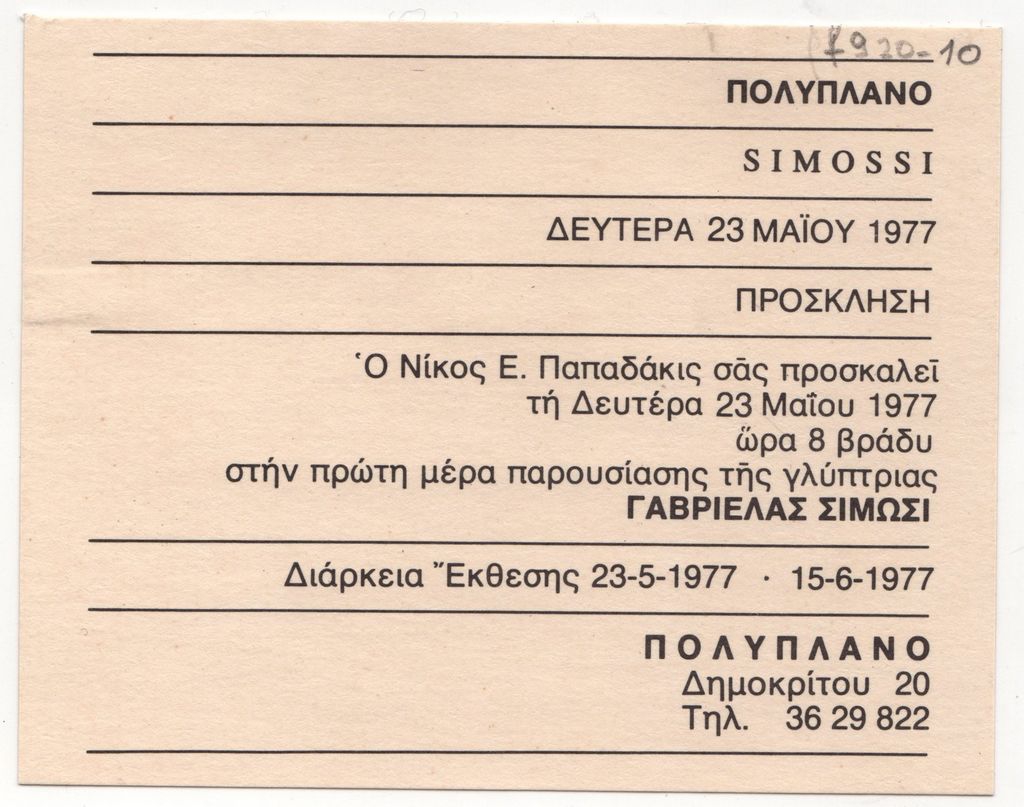 ΠΟΛΥΠΛΑΝΟ
SIMOSSI
ΔΕΥΤΕΡΑ 23 ΜΑΪΟΥ 1977
ΠΡΟΣΚΛΗΣΗ
Ὁ Νίκος Ε. Παπαδάκις σᾶς προσκαλεῖ
τή Δευτέρα 23 Μαΐου 1977
ὥρα 8 βράδυ
στήν πρώτη μέρα παρουσίασης τῆς γλύπτριας
ΓΑΒΡΙΕΛΑΣ ΣΙΜΩΣΙ
Διάρκεια Ἔκθεσης 23-5-1977 · 15-6-1977
ΠΟΛΥΠΛΑΝΟ
Δημοκρίτου 20
Τηλ. 36 29 822